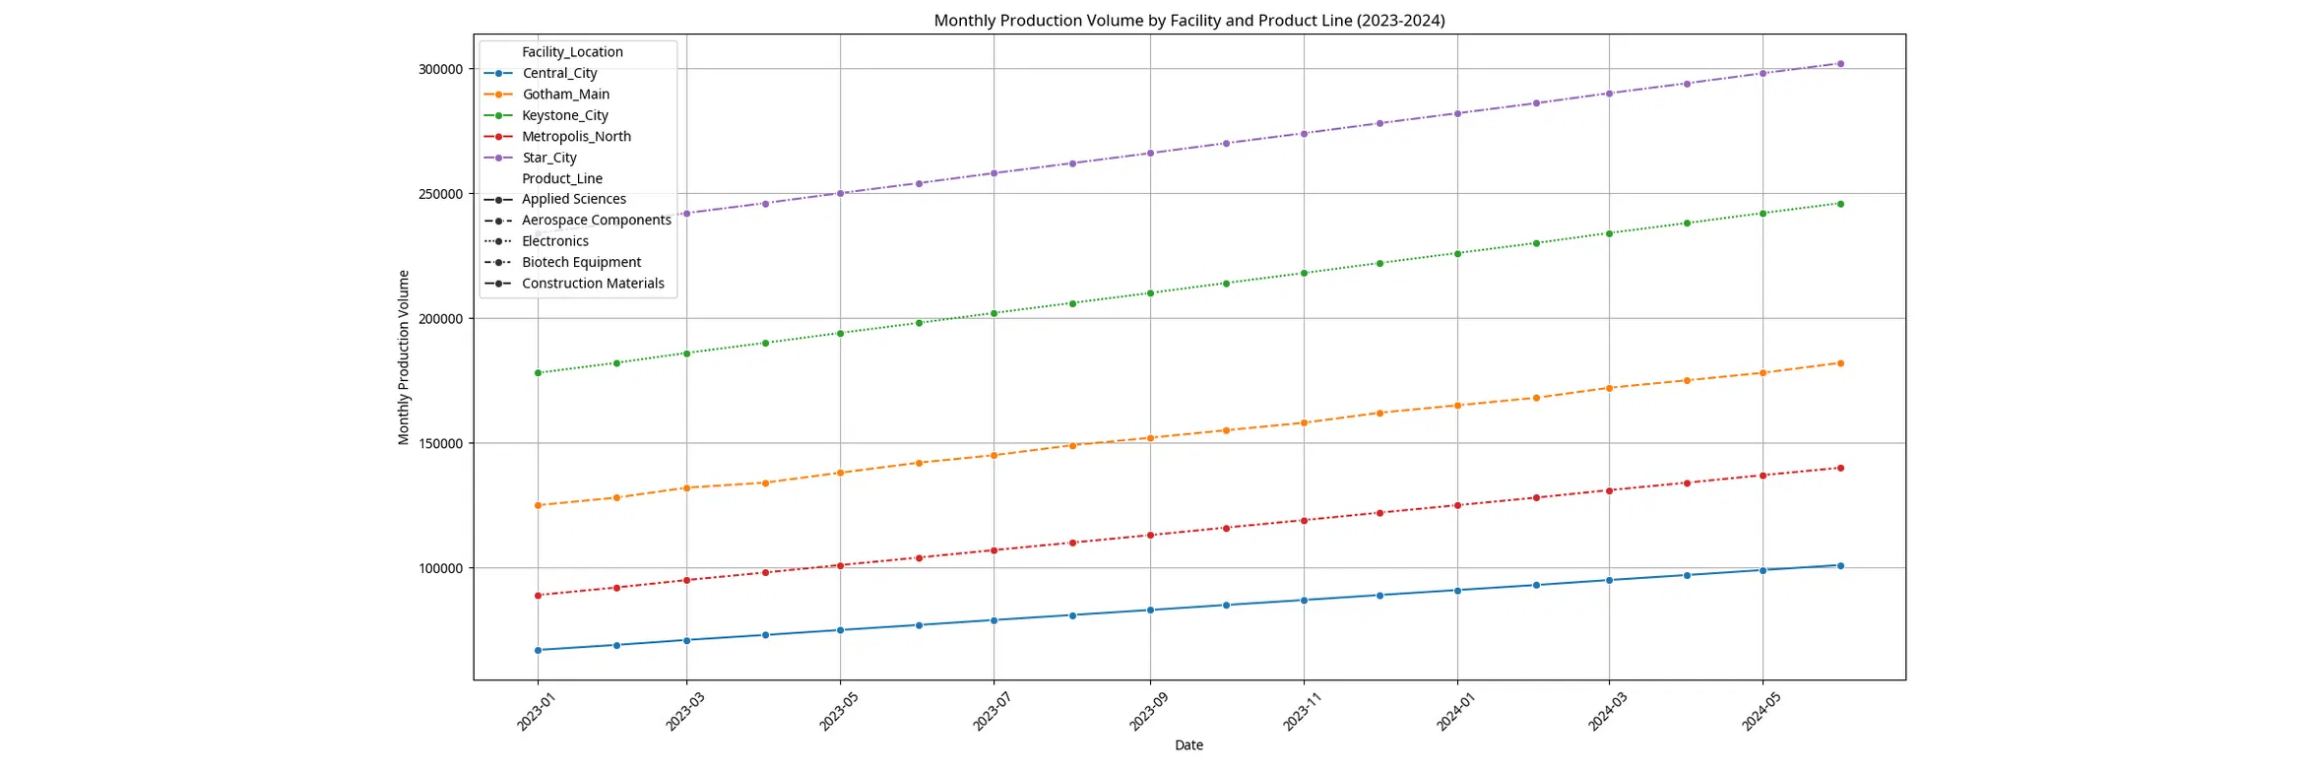 Monthly Production Volume by Facility and Product Line (2023-2024)
Facility_Location
Central_City
Gotham_Main
Keystone_City
Metropolis_North
Star_City
Product_Line
Applied Sciences
Aerospace Components
Electronics
Biotech Equipment
Construction Materials
300000
250000
200000
150000
100000
Monthly Production Volume
2023-01
2023-03
2023-05
2023-07
2023-09
2023-11
2024-01
2024-03
2024-05
Date